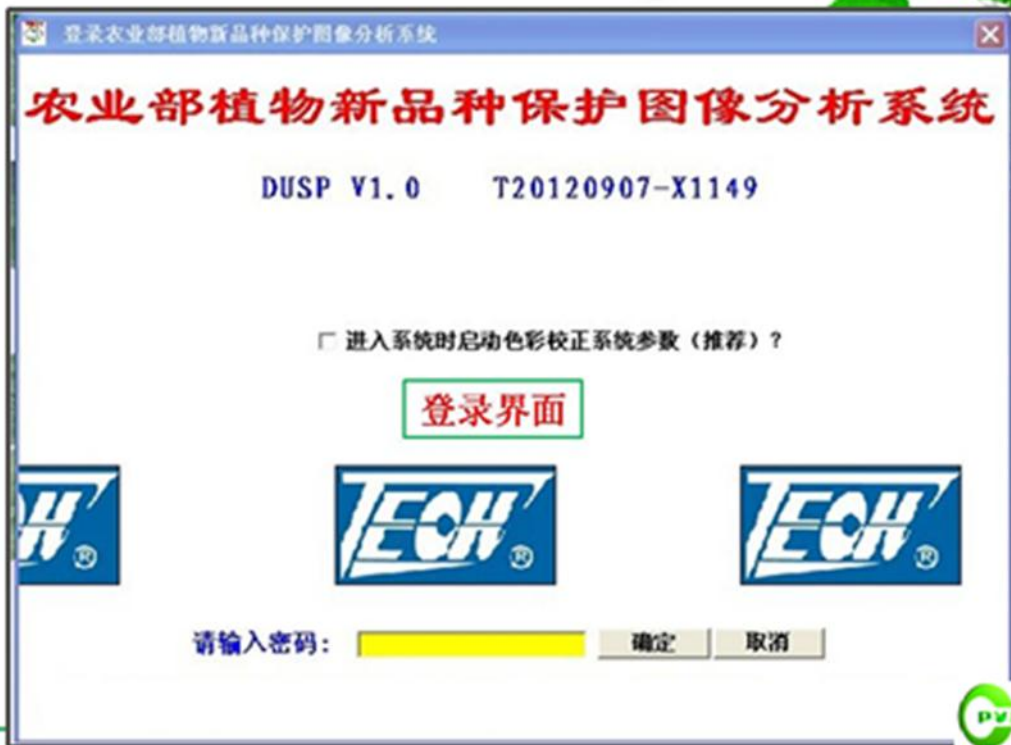 登录农业部植物新品种保护图像分析系统
农业部植物新品种保护图像分析系统
DUSP V1.0 T20120907-X1149
进入系统时启动色彩校正系统参数（推荐）？
登录界面
H®
TECH®
TECH®
请输入密码：
确定
取消
PV